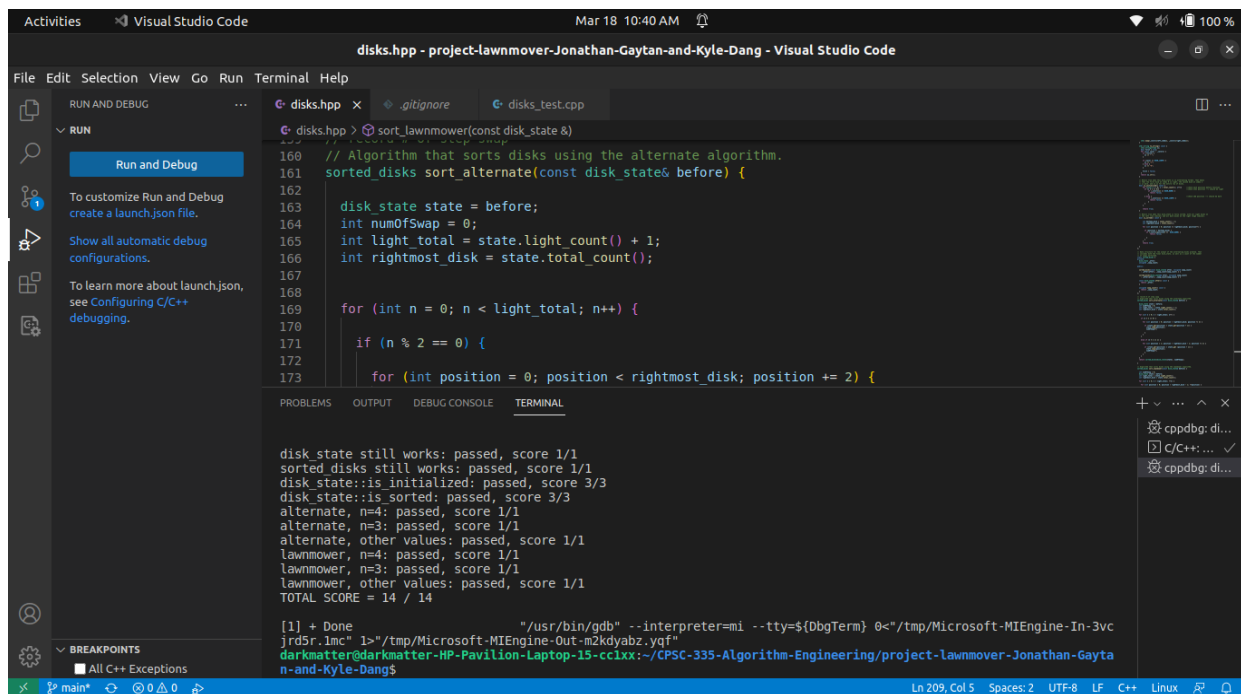 Activities Visual Studio Code Mar 18 10:40 AM 100 %
disks.hpp - project-lawnmover-Jonathan-Gaytan-and-Kyle-Dang - Visual Studio Code
File Edit Selection View Go Run Terminal Help
RUN AND DEBUG ...
RUN
Run and Debug
To customize Run and Debug
create a launch.json file.
Show all automatic debug
configurations.
To learn more about launch.json,
see Configuring C/C++
debugging.
BREAKPOINTS
All C++ Exceptions
disks.hpp .gitignore disks_test.cpp
disks.hpp > sort_lawnmower(const disk_state &)
159 // record # of step swap
160 // Algorithm that sorts disks using the alternate algorithm.
161 sorted_disks sort_alternate(const disk_state& before) {
162
163 disk_state state = before;
164 int numOfSwap = 0;
165 int light_total = state.light_count() + 1;
166 int rightmost_disk = state.total_count();
167
168
169 for (int n = 0; n < light_total; n++) {
170
171 if (n % 2 == 0) {
172
173 for (int position = 0; position < rightmost_disk; position += 2) {
PROBLEMS OUTPUT DEBUG CONSOLE TERMINAL
disk_state still works: passed, score 1/1
sorted_disks still works: passed, score 1/1
disk_state::is_initialized: passed, score 3/3
disk_state::is_sorted: passed, score 3/3
alternate, n=4: passed, score 1/1
alternate, n=3: passed, score 1/1
alternate, other values: passed, score 1/1
lawnmower, n=4: passed, score 1/1
lawnmower, n=3: passed, score 1/1
lawnmower, other values: passed, score 1/1
TOTAL SCORE = 14 / 14
[1] + Done "/usr/bin/gdb" --interpreter=mi --tty=${DbgTerm} 0<"/tmp/Microsoft-MIEngine-In-3vc
jrd5r.1mc" 1>"/tmp/Microsoft-MIEngine-Out-m2kdyabz.yqf"
darkmatter@darkmatter-HP-Pavilion-Laptop-15-cc1xx:~/CPSC-335-Algorithm-Engineering/project-lawnmover-Jonathan-Gayta
n-and-Kyle-Dang$
cppdbg: di...
C/C++: ...
cppdbg: di...
main* 0 0 Ln 209, Col 5 Spaces: 2 UTF-8 LF C++ Linux